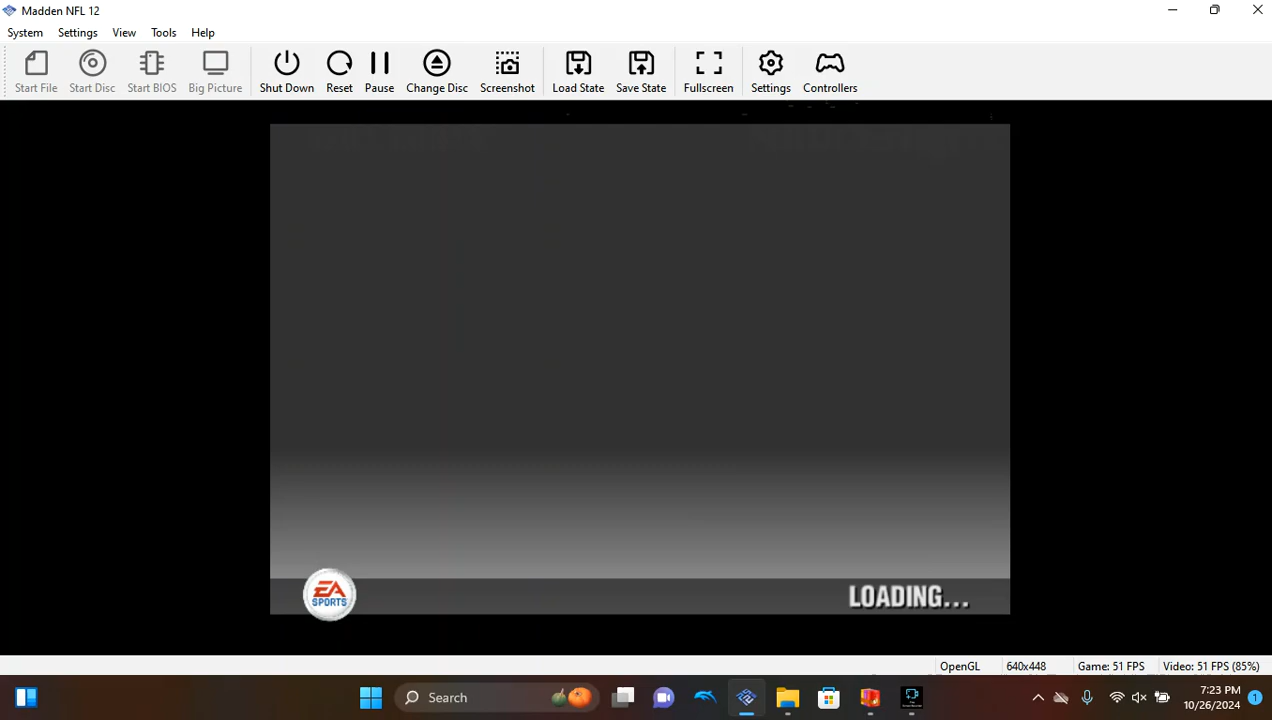 Madden NFL 12
System Settings View Tools Help
Start File Start Disc Start BIOS Big Picture Shut Down Reset Pause Change Disc Screenshot Load State Save State Fullscreen Settings Controllers
EA
SPORTS
LOADING...
OpenGL 640x448 Game: 51 FPS Video: 51 FPS (85%)
Search
7:23 PM
10/26/2024
1